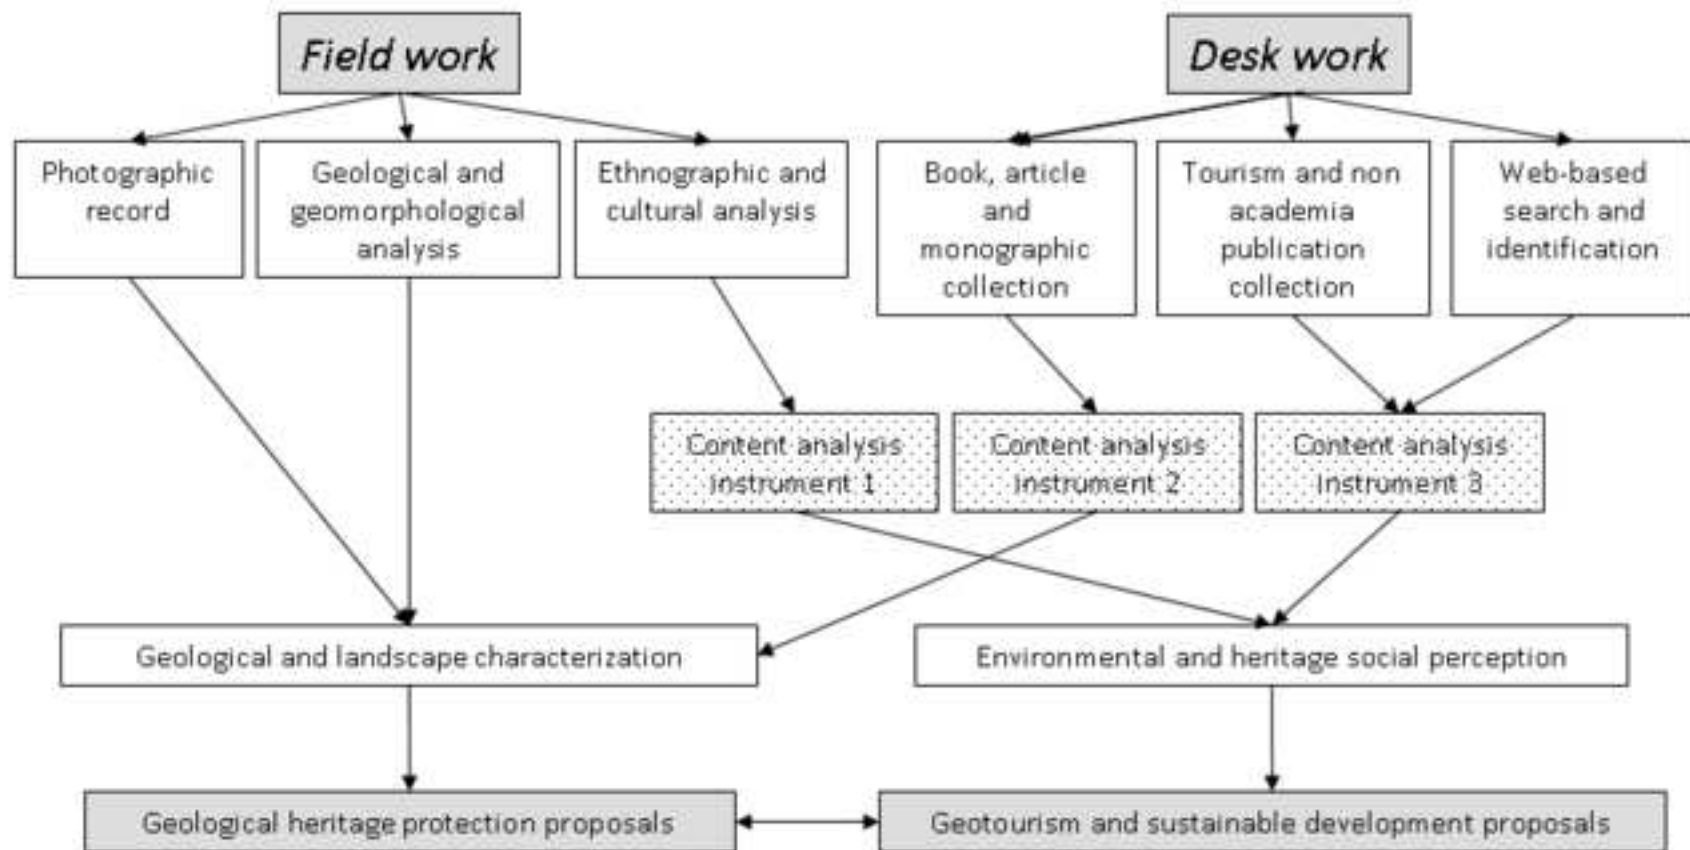 Field work
Desk work
Photographic
record
Geological and
geomorphological
analysis
Ethnographic and
cultural analysis
Book, article
and
monographic
collection
Tourism and non
academia
publication
collection
Web-based
search and
identification
Content analysis
instrument 1
Content analysis
instrument 2
Content analysis
instrument 3
Geological and landscape characterization
Environmental and heritage social perception
Geological heritage protection proposals
Geotourism and sustainable development proposals